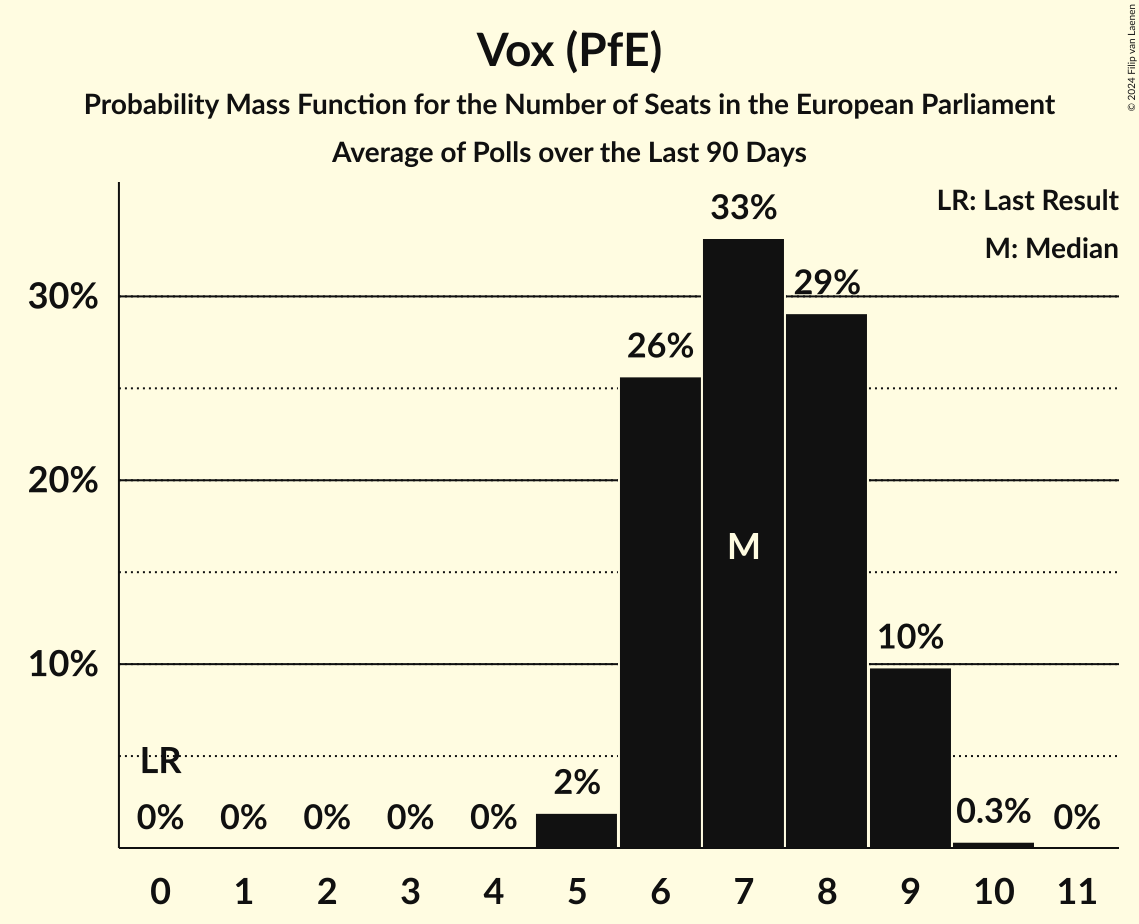 Vox (PfE)
Probability Mass Function for the Number of Seats in the European Parliament
Average of Polls over the Last 90 Days
© 2024 Filip van Laenen
LR: Last Result
M: Median
33%
30%
29%
26%
20%
M
10%
10%
LR
2%
0% 0% 0% 0% 0% 0.3% 0%
0 1 2 3 4 5 6 7 8 9 10 11